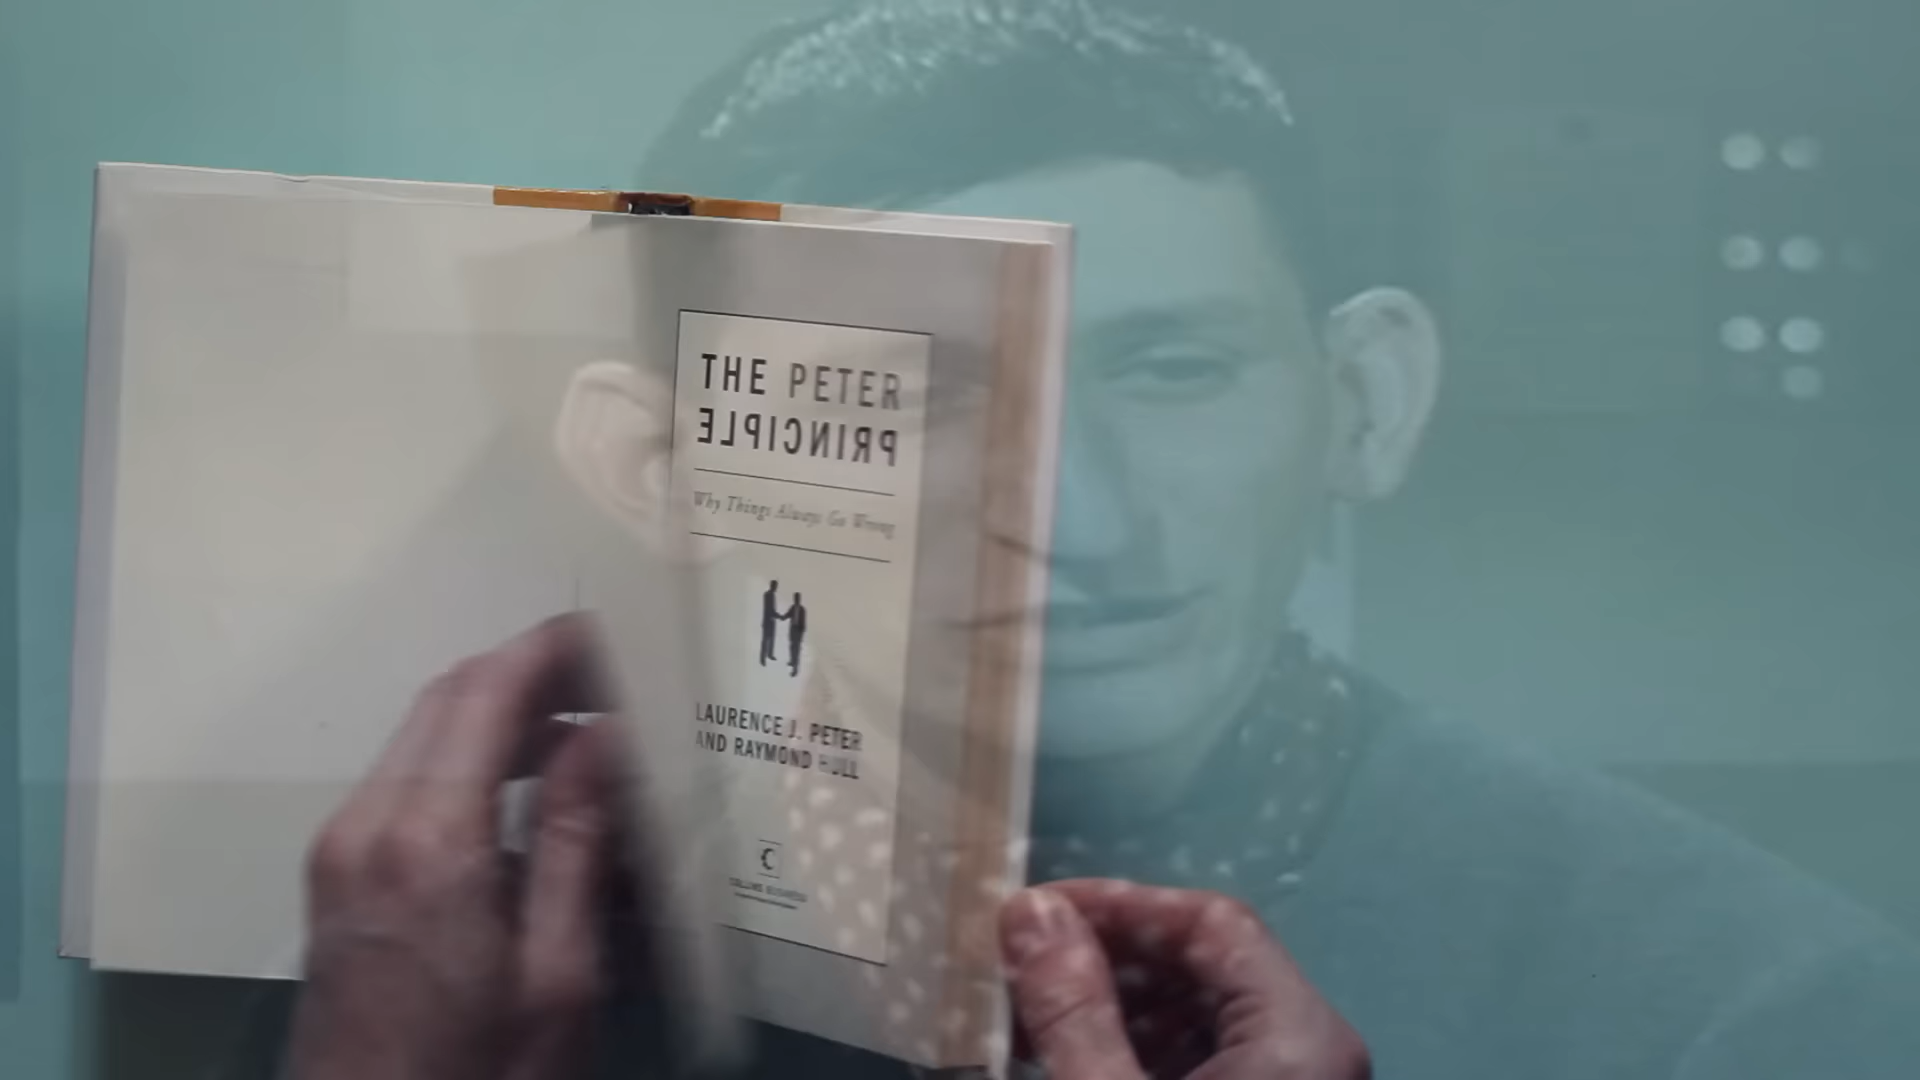 THE PETER
PRINCIPLE
Why Things Always Go Wrong
LAURENCE J. PETER
AND RAYMOND HULL